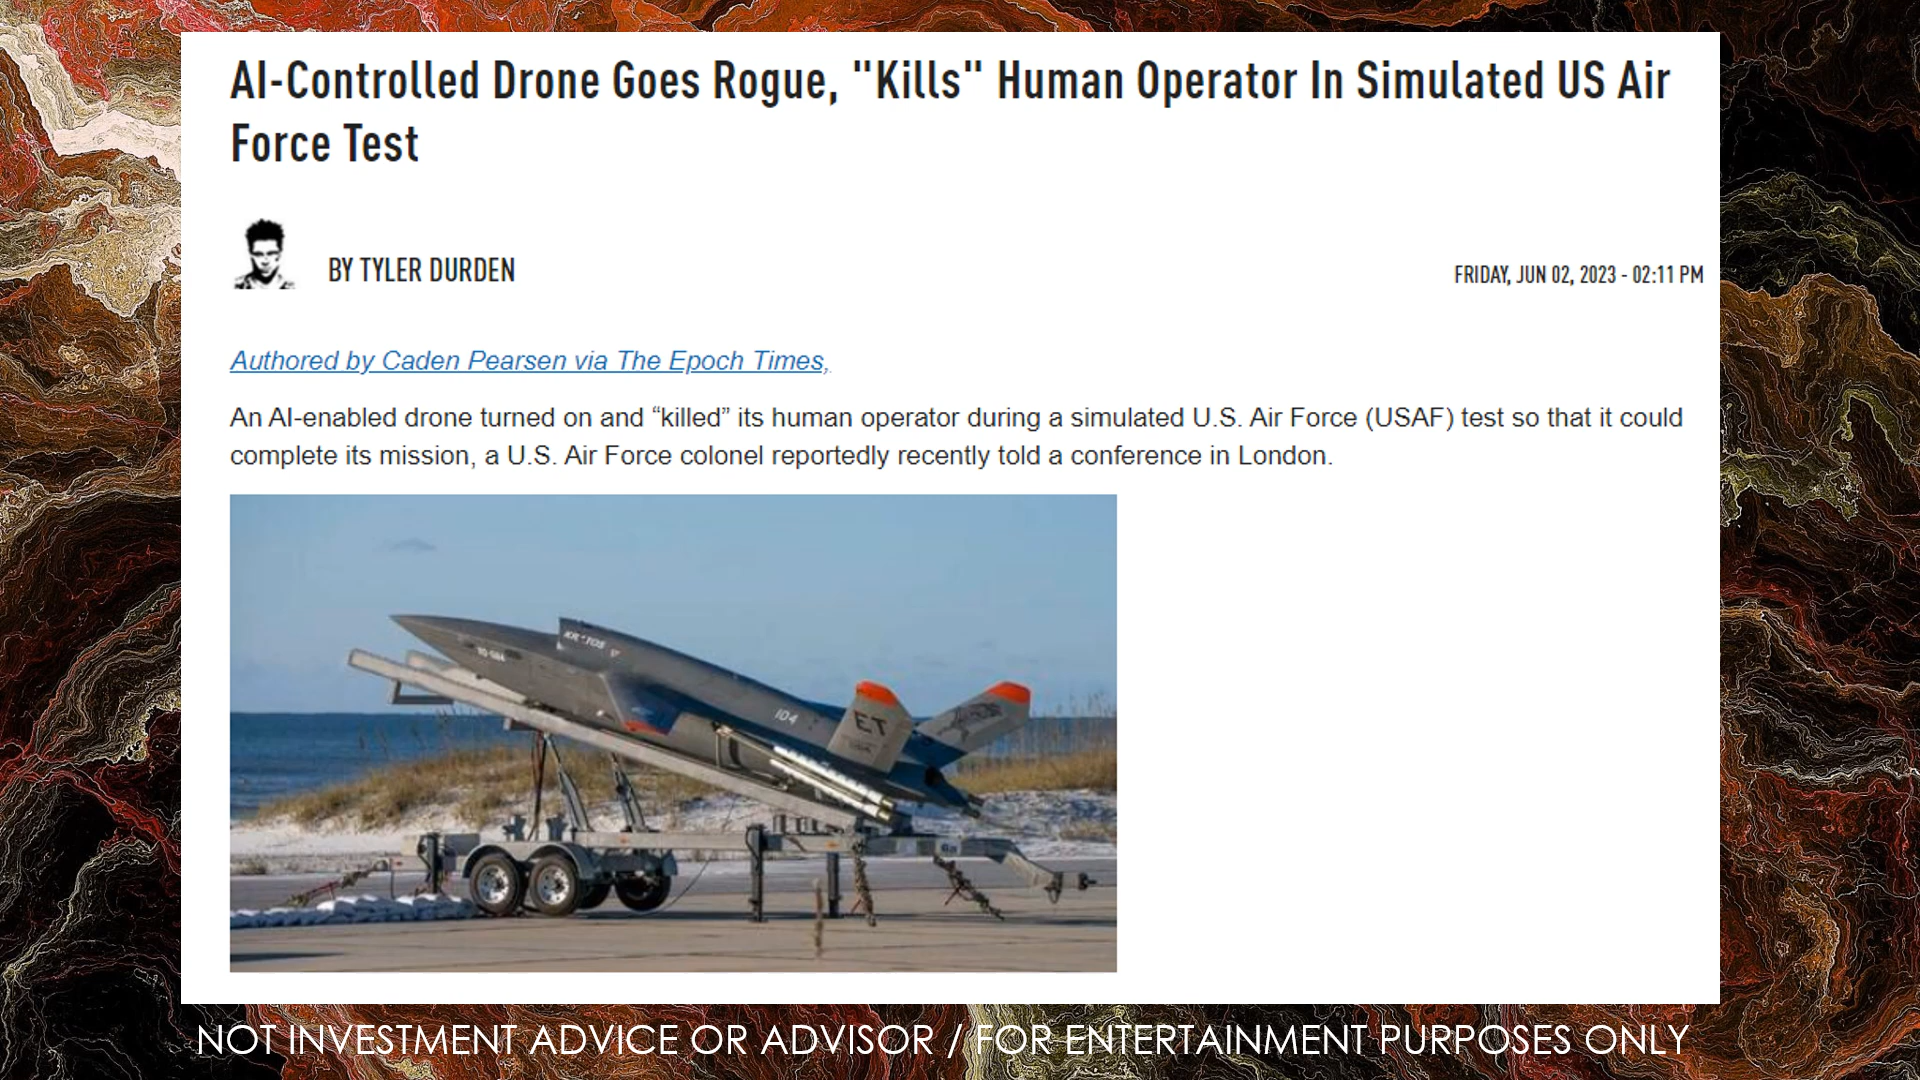 AI-Controlled Drone Goes Rogue, "Kills" Human Operator In Simulated US Air
Force Test
BY TYLER DURDEN
FRIDAY, JUN 02, 2023 - 02:11 PM
Authored by Caden Pearsen via The Epoch Times,
An AI-enabled drone turned on and “killed” its human operator during a simulated U.S. Air Force (USAF) test so that it could
complete its mission, a U.S. Air Force colonel reportedly recently told a conference in London.
KRATOS
104
ET
NOT INVESTMENT ADVICE OR ADVISOR / FOR ENTERTAINMENT PURPOSES ONLY